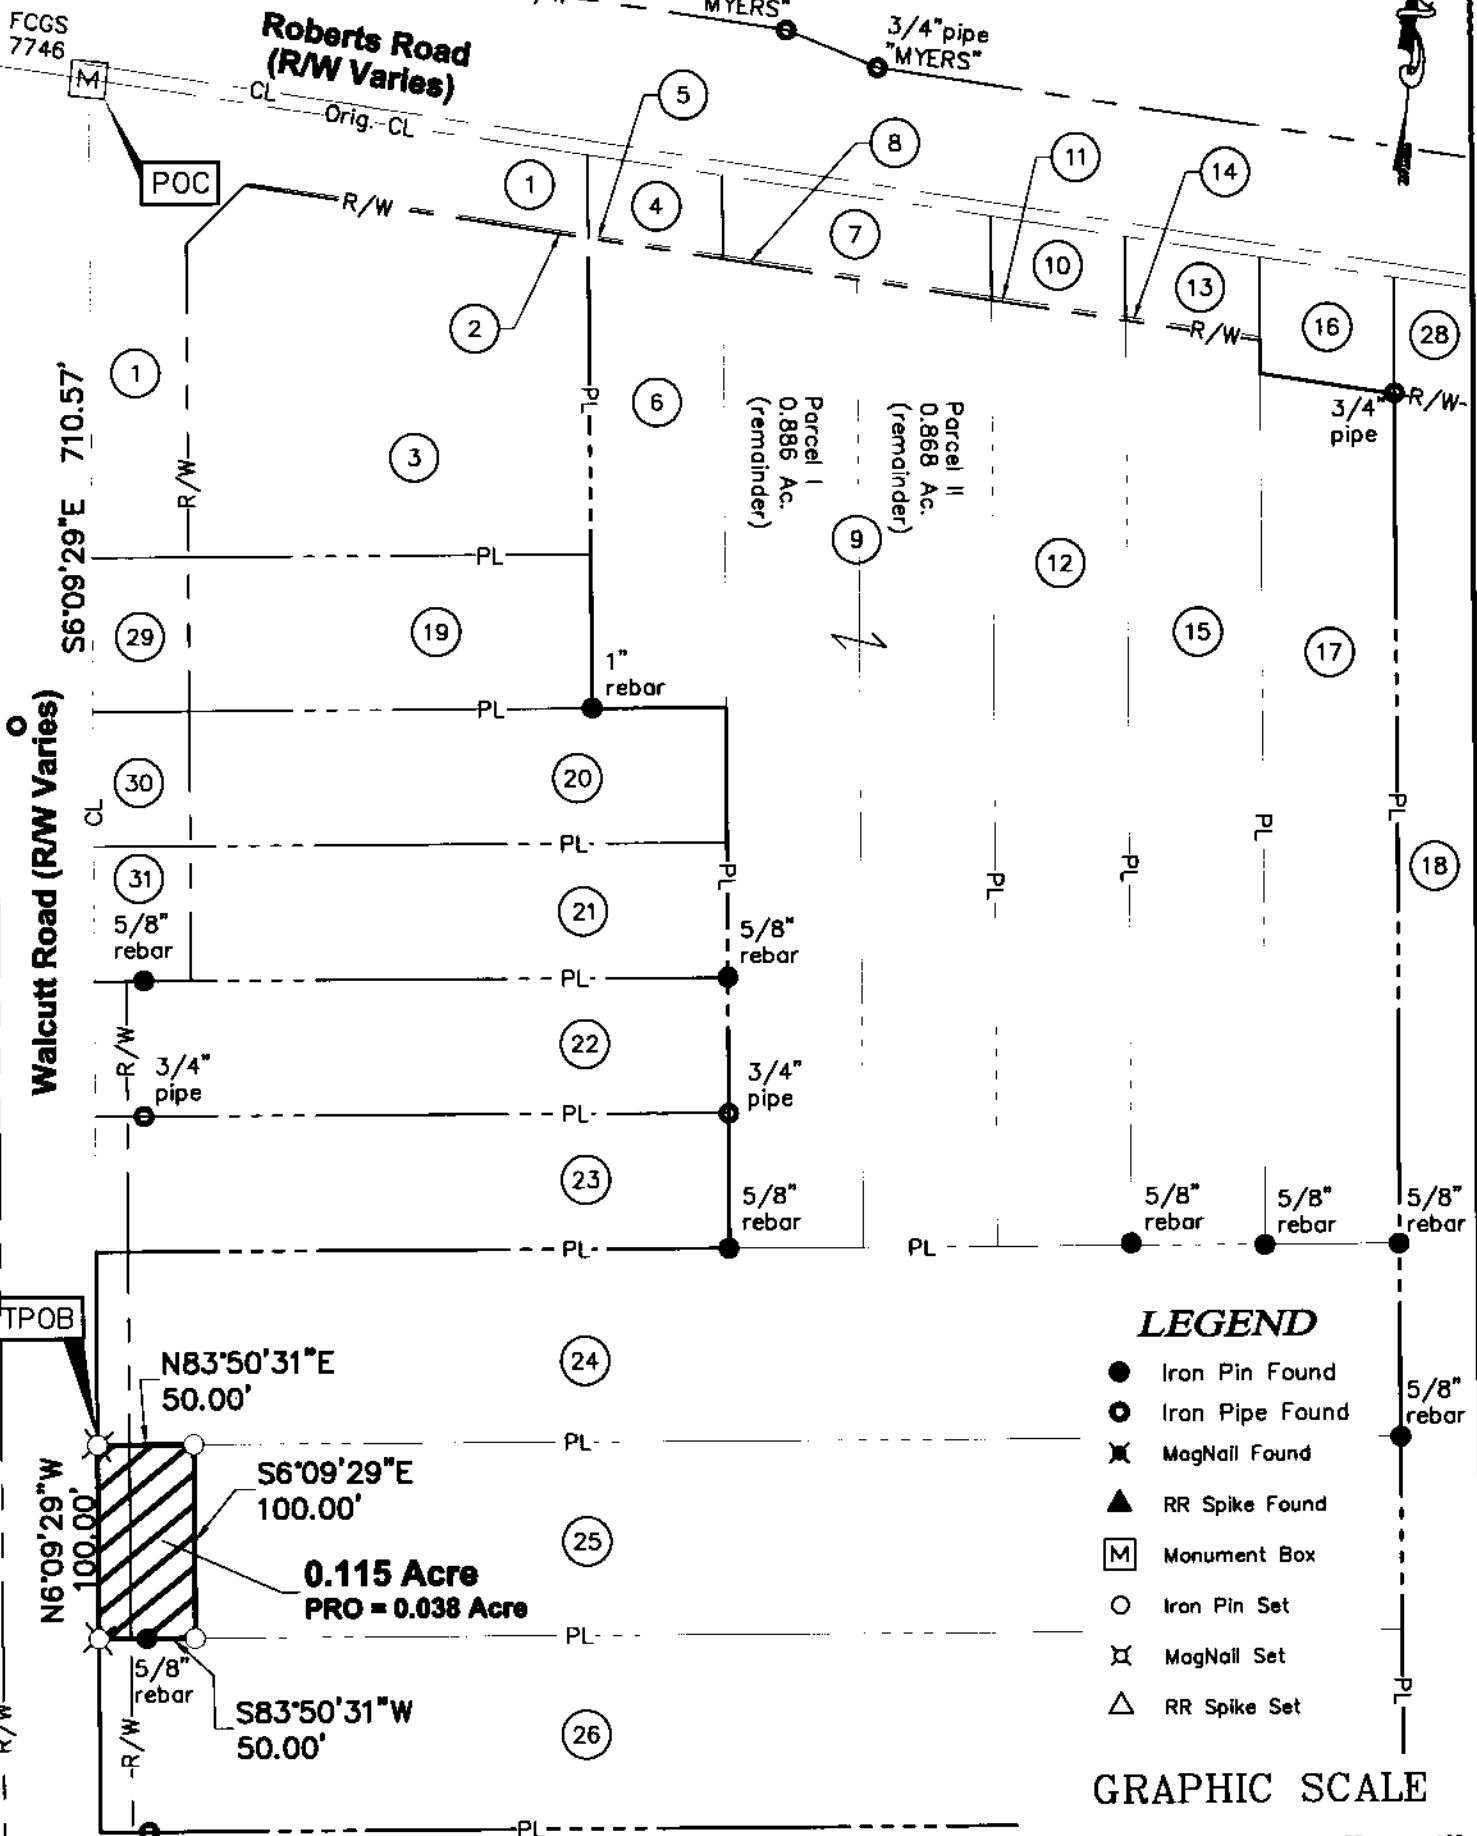 MYERS"
3/4"pipe
"MYERS"
FCGS
7746
M
Roberts Road
(R/W Varies)
CL
Orig. CL
POC
R/W
1
5
4
8
7
11
10
14
13
R/W
16
28
2
1
3
6
PL
3/4"
pipe
R/W
S6°09'29"E 710.57'
R/W
Parcel I
0.886 Ac.
(remainder)
Parcel II
0.868 Ac.
(remainder)
9
12
PL
29
19
15
17
1"
rebar
PL
Walcutt Road (R/W Varies)
CL
30
20
PL
PL
PL
31
21
PL
PL
PL
18
5/8"
rebar
5/8"
rebar
PL
R/W
22
3/4"
pipe
3/4"
pipe
PL
23
5/8"
rebar
5/8"
rebar
5/8"
rebar
5/8"
rebar
PL
PL
TPOB
24
N83°50'31"E
50.00'
LEGEND
Iron Pin Found
Iron Pipe Found
MagNail Found
RR Spike Found
M Monument Box
Iron Pin Set
MagNail Set
RR Spike Set
5/8"
rebar
PL
N6°09'29"W
100.00'
S6°09'29"E
100.00'
25
0.115 Acre
PRO = 0.038 Acre
PL
5/8"
rebar
S83°50'31"W
50.00'
R/W
R/W
26
PL
GRAPHIC SCALE
PL